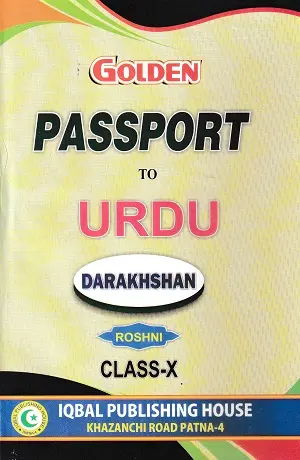 GOLDEN
PASSPORT
TO
URDU
DARAKHSHAN
ROSHNI
CLASS-X
IQBAL PUBLISHING HOUSE
KHAZANCHI ROAD PATNA-4